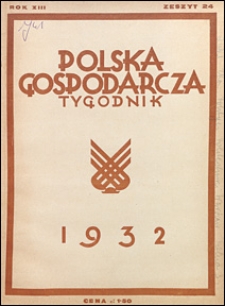 ROK XIII ZESZYT 24
POLSKA
GOSPODARCZA
TYGODNIK
1932
CENA zł 1·80